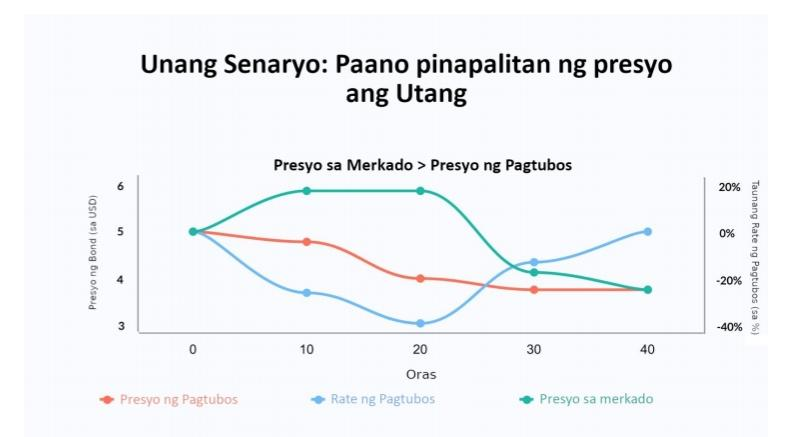 Unang Senaryo: Paano pinapalitan ng presyo
ang Utang
Presyo sa Merkado > Presyo ng Pagtubos
Presyo ng Bond (sa USD)
6
5
4
3
20%
0%
-20%
-40%
Taunang Rate ng Pagtubos (sa %)
0 10 20 30 40
Oras
Presyo ng Pagtubos Rate ng Pagtubos Presyo sa merkado